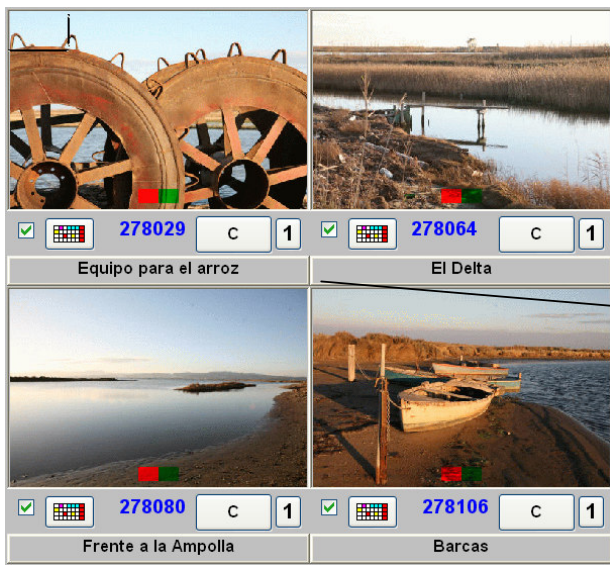 278029 C 1 278064 C 1
Equipo para el arroz El Delta
278080 C 1 278106 C 1
Frente a la Ampolla Barcas